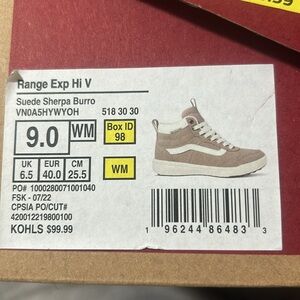 Range Exp Hi V
Suede Sherpa Burro
VN0A5HYWYOH 518 30 30
9.0 WM Box ID 98
UK 6.5 EUR 40.0 CM 25.5 WM
PO# 1000280071001040
FSK - 07/22
CPSIA PO/CUT#
420012219800100
KOHLS $99.99
1 96244 86483 3